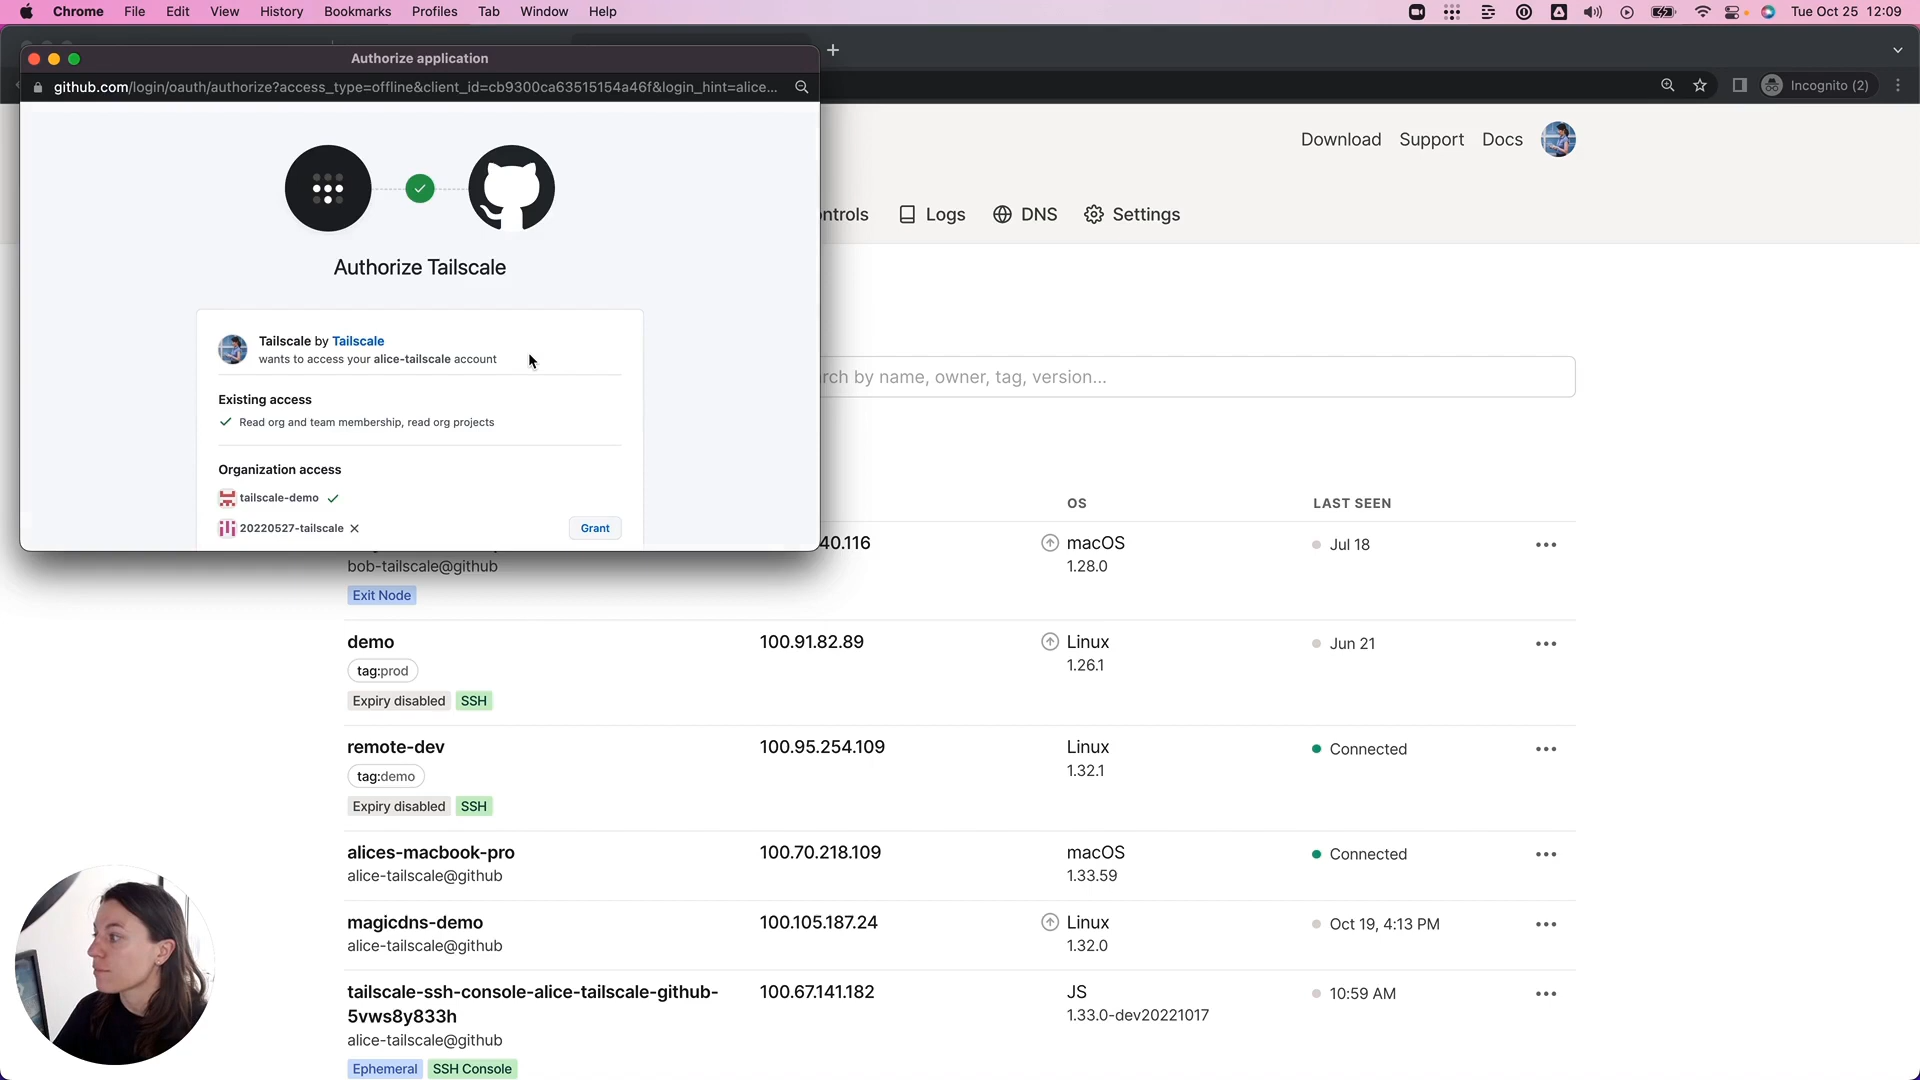 Chrome File Edit View History Bookmarks Profiles Tab Window Help
Tue Oct 25 12:09
Authorize application
github.com/login/oauth/authorize?access_type=offline&client_id=cb9300ca63515154a46f&login_hint=alice...
Incognito (2)
Authorize Tailscale
Tailscale by Tailscale
wants to access your alice-tailscale account
Existing access
Read org and team membership, read org projects
Organization access
tailscale-demo
20220527-tailscale
Grant
Download Support Docs
ontrols Logs DNS Settings
rch by name, owner, tag, version...
OS LAST SEEN
40.116 macOS Jul 18
bob-tailscale@github 1.28.0
Exit Node
demo 100.91.82.89 Linux Jun 21
tag:prod 1.26.1
Expiry disabled SSH
remote-dev 100.95.254.109 Linux Connected
tag:demo 1.32.1
Expiry disabled SSH
alices-macbook-pro 100.70.218.109 macOS Connected
alice-tailscale@github 1.33.59
magicdns-demo 100.105.187.24 Linux Oct 19, 4:13 PM
alice-tailscale@github 1.32.0
tailscale-ssh-console-alice-tailscale-github- 100.67.141.182 JS 10:59 AM
5vws8y833h 1.33.0-dev20221017
alice-tailscale@github
Ephemeral SSH Console